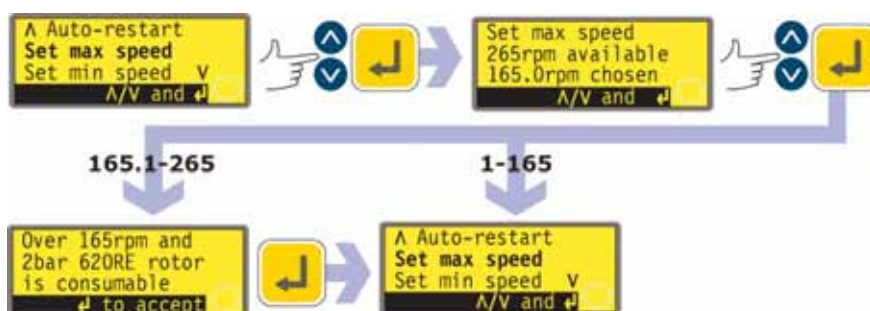 Λ Auto-restart
Set max speed
Set min speed V
Λ/V and ↲
Set max speed
265rpm available
165.0rpm chosen
Λ/V and ↲
165.1-265
1-165
Over 165rpm and
2bar 620RE rotor
is consumable
↲ to accept
Λ Auto-restart
Set max speed
Set min speed V
Λ/V and ↲